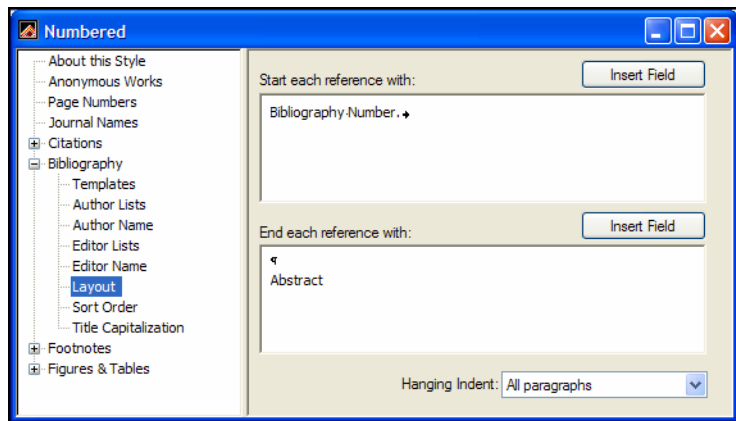 Numbered
About this Style
Anonymous Works
Page Numbers
Journal Names
Citations
Bibliography
Templates
Author Lists
Author Name
Editor Lists
Editor Name
Layout
Sort Order
Title Capitalization
Footnotes
Figures & Tables
Start each reference with:
Insert Field
Bibliography·Number.→
End each reference with:
Insert Field
¶
Abstract
Hanging Indent: All paragraphs